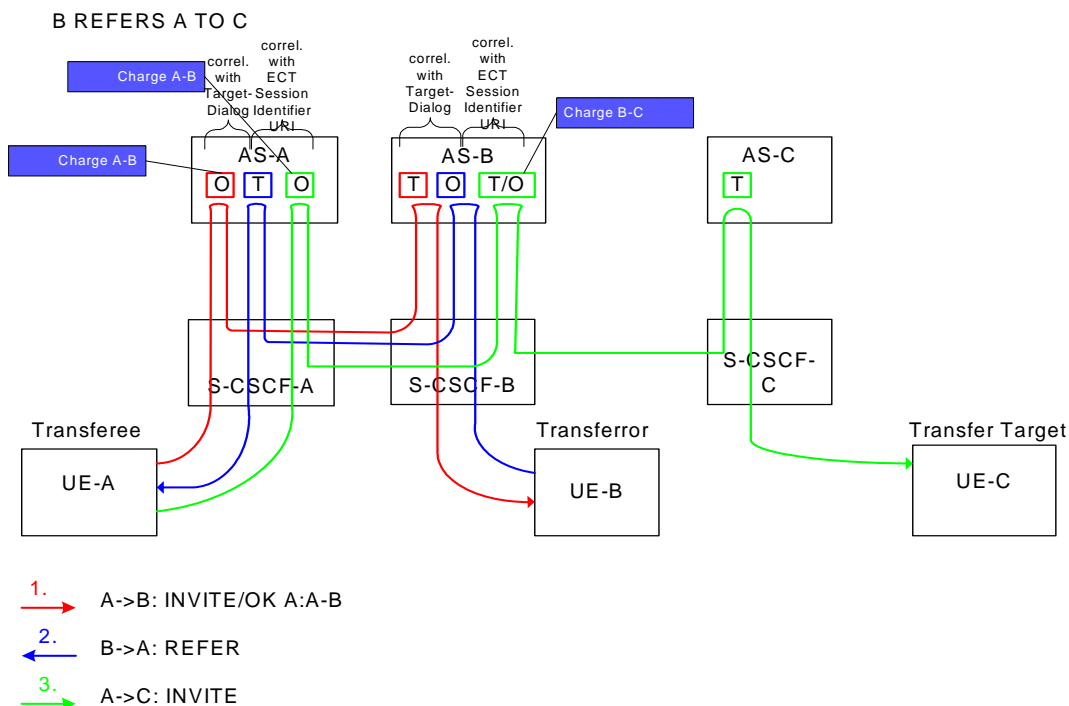 B REFERS A TO C
correl.
with
Target-
Dialog
correl.
with
ECT
Session
Identifier
URI
correl.
with
Target-
Dialog
correl.
with
ECT
Session
Identifier
URI
Charge A-B
Charge B-C
Charge A-B
AS-A
O T O
AS-B
T O T/O
AS-C
T
S-CSCF-A
S-CSCF-B
S-CSCF-
C
Transferee
UE-A
Transferror
UE-B
Transfer Target
UE-C
1. A->B: INVITE/OK A:A-B
2. B->A: REFER
3. A->C: INVITE